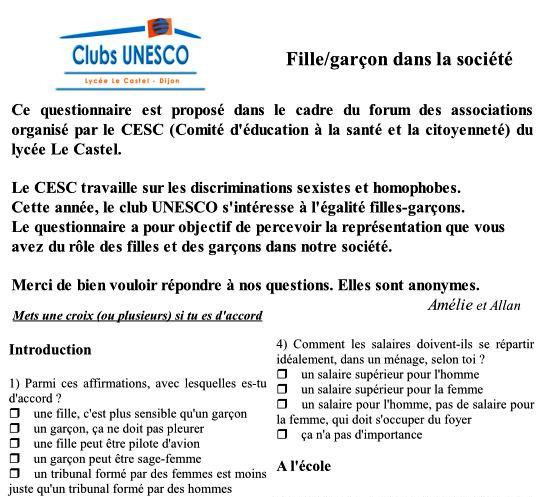 Clubs UNESCO
Lycée Le Castel - Dijon
Fille/garçon dans la société
Ce questionnaire est proposé dans le cadre du forum des associations
organisé par le CESC (Comité d'éducation à la santé et la citoyenneté) du
lycée Le Castel.
Le CESC travaille sur les discriminations sexistes et homophobes.
Cette année, le club UNESCO s'intéresse à l'égalité filles-garçons.
Le questionnaire a pour objectif de percevoir la représentation que vous
avez du rôle des filles et des garçons dans notre société.
Merci de bien vouloir répondre à nos questions. Elles sont anonymes.
Amélie et Allan
Mets une croix (ou plusieurs) si tu es d'accord
Introduction
1) Parmi ces affirmations, avec lesquelles es-tu
d'accord ?
une fille, c'est plus sensible qu'un garçon
un garçon, ça ne doit pas pleurer
une fille peut être pilote d'avion
un garçon peut être sage-femme
un tribunal formé par des femmes est moins
juste qu'un tribunal formé par des hommes
4) Comment les salaires doivent-ils se répartir
idéalement, dans un ménage, selon toi ?
un salaire supérieur pour l'homme
un salaire supérieur pour la femme
un salaire pour l'homme, pas de salaire pour
la femme, qui doit s'occuper du foyer
ça n'a pas d'importance
A l'école